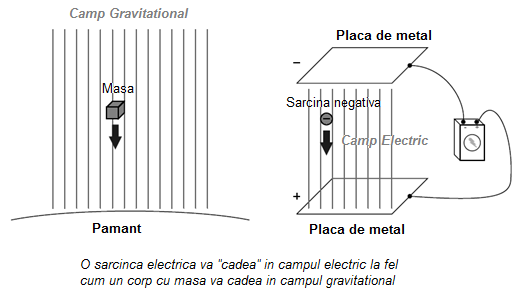 Camp Gravitational
Masa
Pamant
Placa de metal
–
Sarcina negativa
Camp Electric
+
Placa de metal
O sarcinca electrica va "cadea" in campul electric la fel
cum un corp cu masa va cadea in campul gravitational